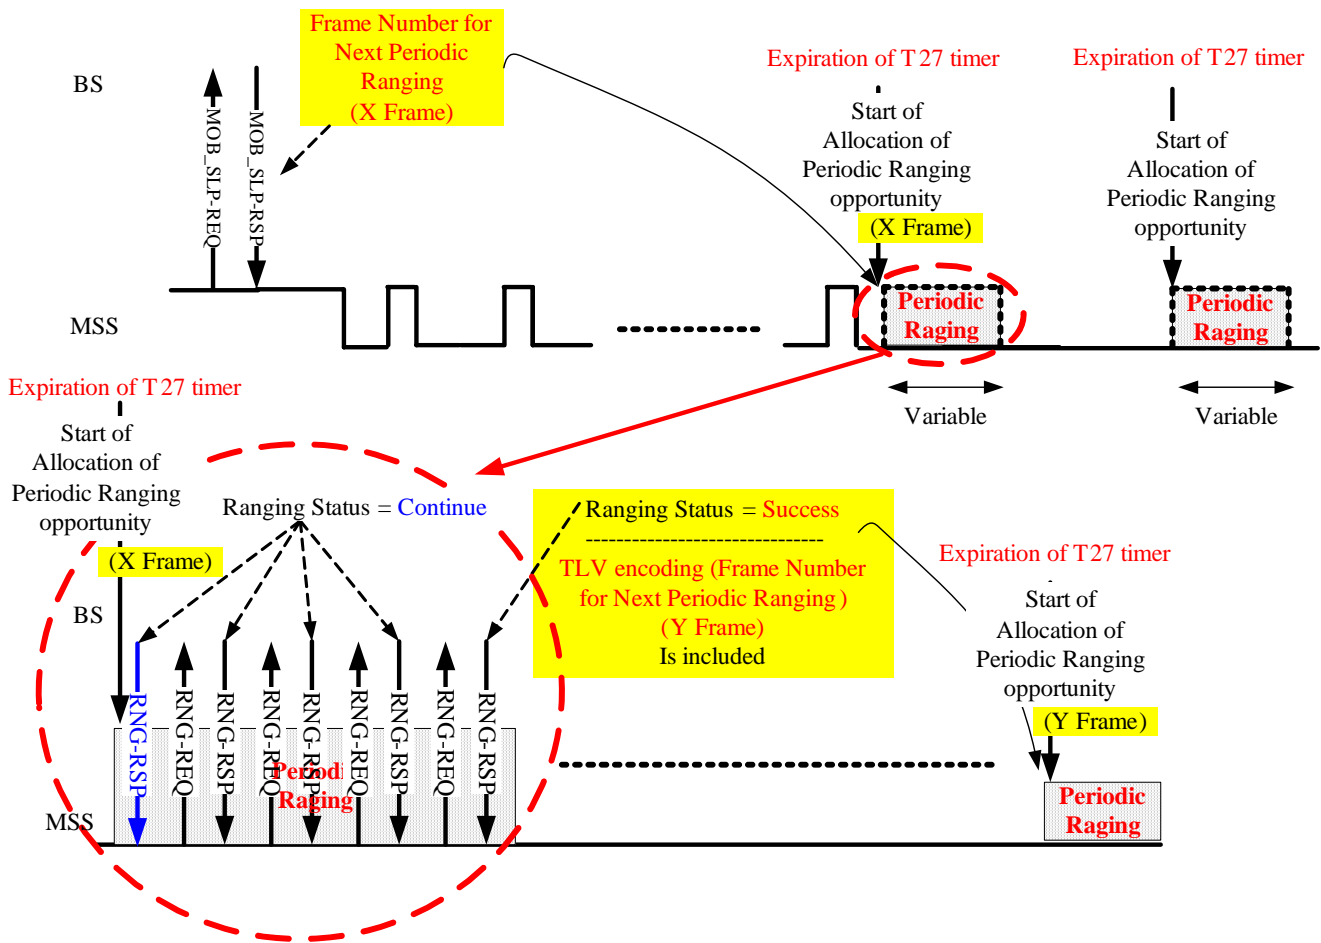 Frame Number for
Next Periodic
Ranging
(X Frame)
Expiration of T27 timer
Expiration of T27 timer
BS
MOB_SLP-REQ
MOB_SLP-RSP
Start of
Allocation of
Periodic Ranging
opportunity
(X Frame)
Start of
Allocation of
Periodic Ranging
opportunity
MSS
Periodic
Raging
Periodic
Raging
Variable
Variable
Expiration of T27 timer
Start of
Allocation of
Periodic Ranging
opportunity
(X Frame)
Ranging Status = Continue
Ranging Status = Success
-------------------------------
TLV encoding (Frame Number
for Next Periodic Ranging)
(Y Frame)
Is included
Expiration of T27 timer
Start of
Allocation of
Periodic Ranging
opportunity
(Y Frame)
BS
RNG-RSP
RNG-REQ
RNG-RSP
RNG-REQ
RNG-RSP
RNG-REQ
RNG-RSP
RNG-REQ
RNG-RSP
Periodi
Raging
MSS
Periodic
Raging